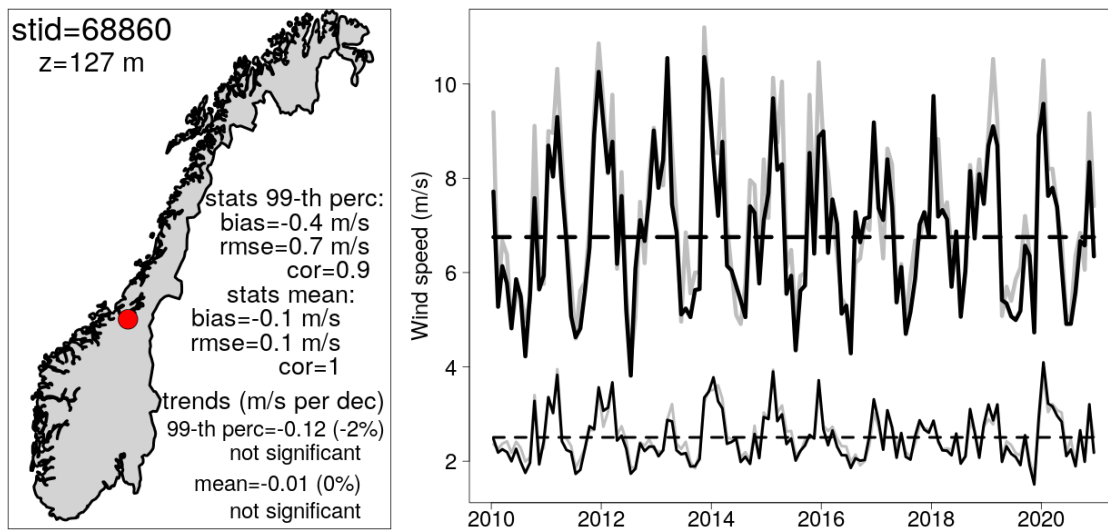 stid=68860
z=127 m
stats 99-th perc:
bias=-0.4 m/s
rmse=0.7 m/s
cor=0.9
stats mean:
bias=-0.1 m/s
rmse=0.1 m/s
cor=1
trends (m/s per dec)
99-th perc=-0.12 (-2%)
not significant
mean=-0.01 (0%)
not significant
Wind speed (m/s)
10
8
6
4
2
2010 2012 2014 2016 2018 2020